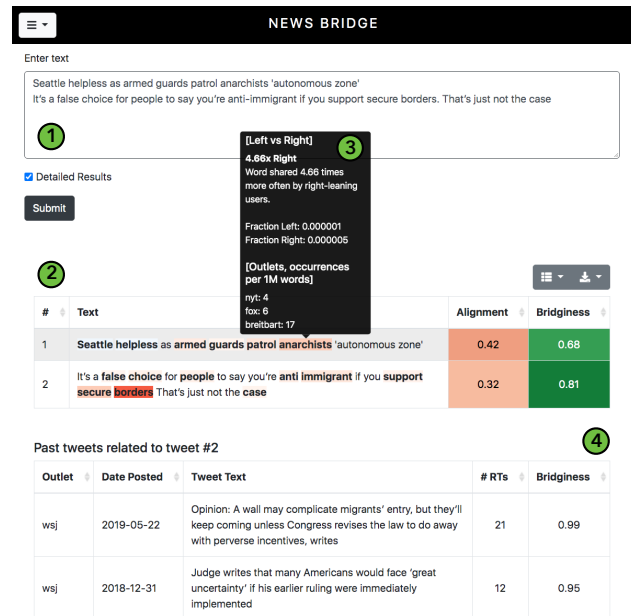 NEWS BRIDGE
Enter text
Seattle helpless as armed guards patrol anarchists 'autonomous zone'
It's a false choice for people to say you're anti-immigrant if you support secure borders. That's just not the case
1
Detailed Results
Submit
3
[Left vs Right]
4.66x Right
Word shared 4.66 times
more often by right-leaning
users.
Fraction Left: 0.000001
Fraction Right: 0.000005
[Outlets, occurrences
per 1M words]
nyt: 4
fox: 6
breitbart: 17
2
# Text Alignment Bridginess
1 Seattle helpless as armed guards patrol anarchists 'autonomous zone' 0.42 0.68
2 It's a false choice for people to say you're anti immigrant if you support
secure borders That's just not the case 0.32 0.81
4
Past tweets related to tweet #2
Outlet Date Posted Tweet Text # RTs Bridginess
wsj 2019-05-22 Opinion: A wall may complicate migrants' entry, but they'll
keep coming unless Congress revises the law to do away
with perverse incentives, writes 21 0.99
wsj 2018-12-31 Judge writes that many Americans would face 'great
uncertainty' if his earlier ruling were immediately
implemented 12 0.95